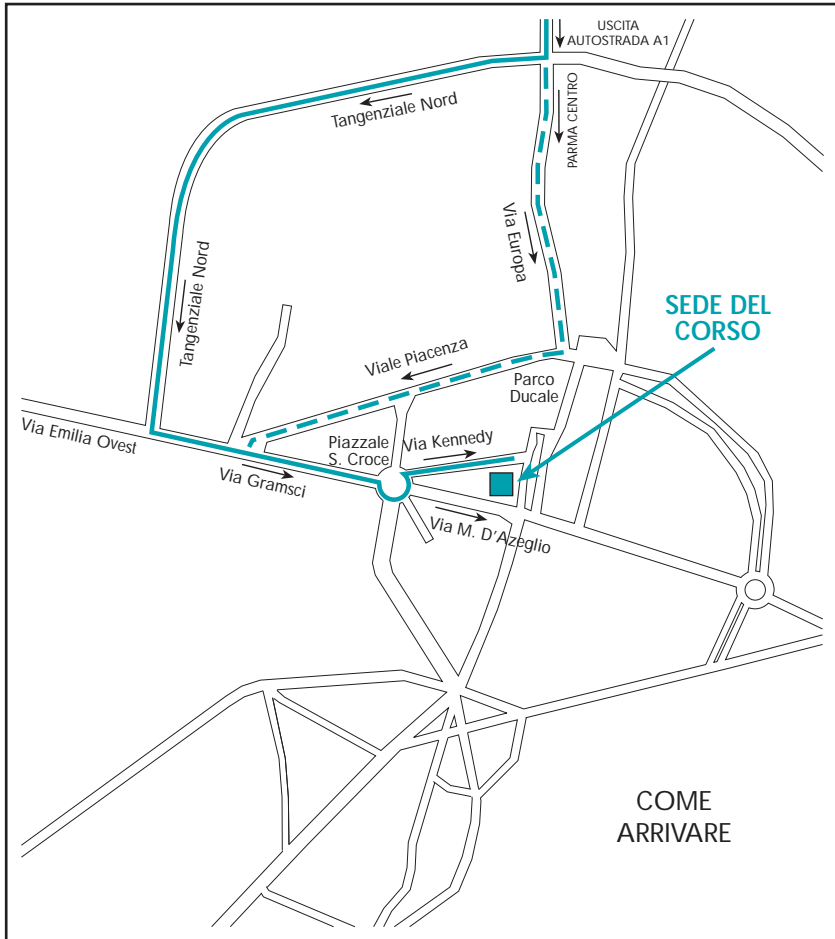 USCITA
AUTOSTRADA A1
Tangenziale Nord
PARMA CENTRO
Via Europa
Tangenziale Nord
SEDE DEL
CORSO
Viale Piacenza
Parco
Ducale
Via Emilia Ovest
Piazzale
S. Croce
Via Kennedy
Via Gramsci
Via M. D'Azeglio
COME
ARRIVARE